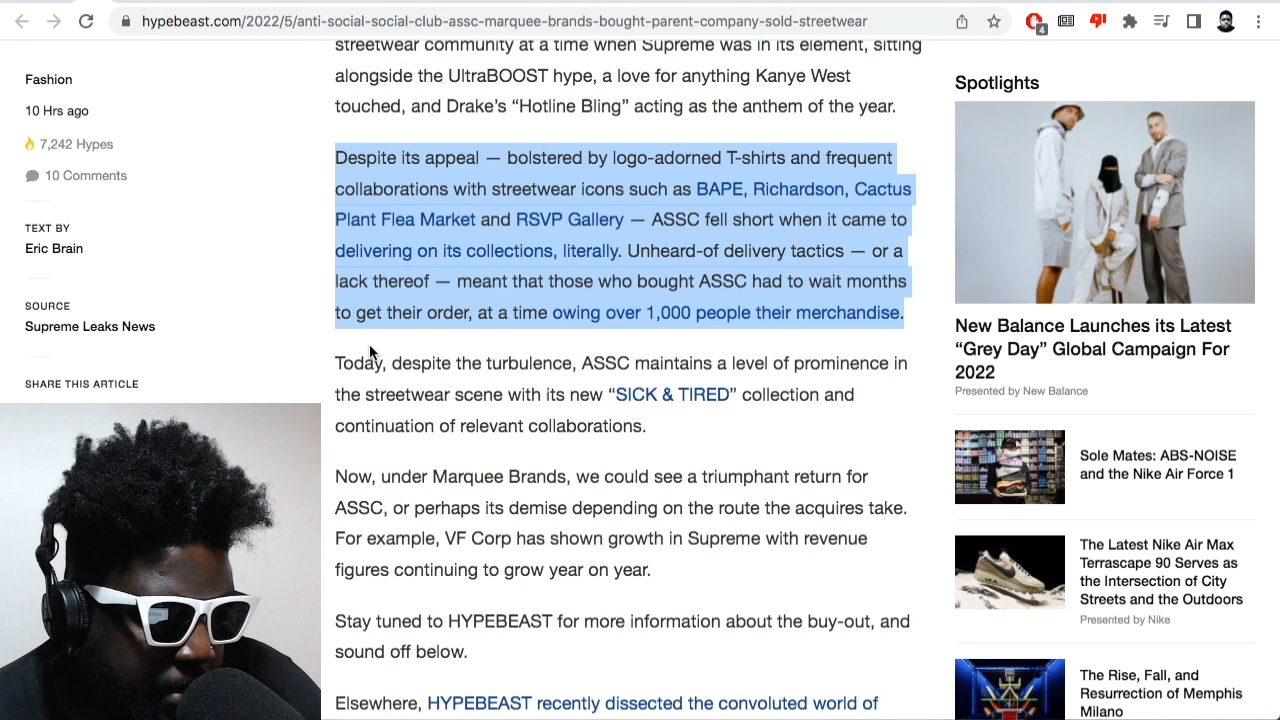 hypebeast.com/2022/5/anti-social-social-club-assc-marquee-brands-bought-parent-company-sold-streetwear
4
Fashion
10 Hrs ago
7,242 Hypes
10 Comments
TEXT BY
Eric Brain
SOURCE
Supreme Leaks News
SHARE THIS ARTICLE
streetwear community at a time when Supreme was in its element, sitting
alongside the UltraBOOST hype, a love for anything Kanye West
touched, and Drake’s “Hotline Bling” acting as the anthem of the year.
Despite its appeal — bolstered by logo-adorned T-shirts and frequent
collaborations with streetwear icons such as BAPE, Richardson, Cactus
Plant Flea Market and RSVP Gallery — ASSC fell short when it came to
delivering on its collections, literally. Unheard-of delivery tactics — or a
lack thereof — meant that those who bought ASSC had to wait months
to get their order, at a time owing over 1,000 people their merchandise.
Today, despite the turbulence, ASSC maintains a level of prominence in
the streetwear scene with its new “SICK & TIRED” collection and
continuation of relevant collaborations.
Now, under Marquee Brands, we could see a triumphant return for
ASSC, or perhaps its demise depending on the route the acquires take.
For example, VF Corp has shown growth in Supreme with revenue
figures continuing to grow year on year.
Stay tuned to HYPEBEAST for more information about the buy-out, and
sound off below.
Elsewhere, HYPEBEAST recently dissected the convoluted world of
Spotlights
New Balance Launches its Latest
“Grey Day” Global Campaign For
2022
Presented by New Balance
Sole Mates: ABS-NOISE
and the Nike Air Force 1
The Latest Nike Air Max
Terrascape 90 Serves as
the Intersection of City
Streets and the Outdoors
Presented by Nike
The Rise, Fall, and
Resurrection of Memphis
Milano